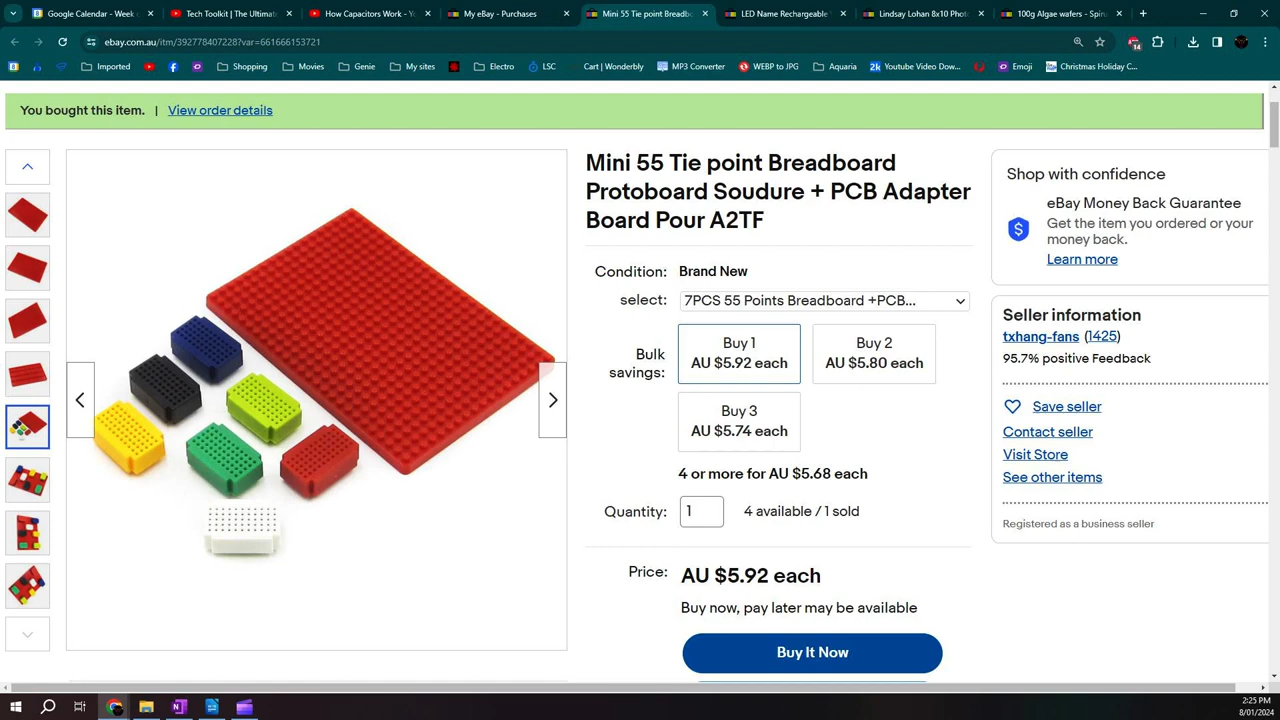 Google Calendar - Week
Tech Toolkit | The Ultima
How Capacitors Work - Yo
My eBay - Purchases
Mini 55 Tie point Breadbo
LED Name Rechargeable
Lindsay Lohan 8x10 Phot
100g Algae wafers - Spiru
ebay.com.au/itm/392778407228?var=661666153721
14
Imported
Shopping
Movies
Genie
My sites
Electro
LSC
Cart | Wonderbly
MP3 Converter
WEBP to JPG
Aquaria
2k Youtube Video Dow...
Emoji
Christmas Holiday C...
You bought this item. | View order details
Mini 55 Tie point Breadboard
Protoboard Soudure + PCB Adapter
Board Pour A2TF
Condition: Brand New
select: 7PCS 55 Points Breadboard +PCB...
Bulk savings:
Buy 1
AU $5.92 each
Buy 2
AU $5.80 each
Buy 3
AU $5.74 each
4 or more for AU $5.68 each
Quantity: 1 4 available / 1 sold
Price: AU $5.92 each
Buy now, pay later may be available
Buy It Now
Shop with confidence
eBay Money Back Guarantee
Get the item you ordered or your
money back.
Learn more
Seller information
txhang-fans (1425)
95.7% positive Feedback
Save seller
Contact seller
Visit Store
See other items
Registered as a business seller
2:25 PM
8/01/2024